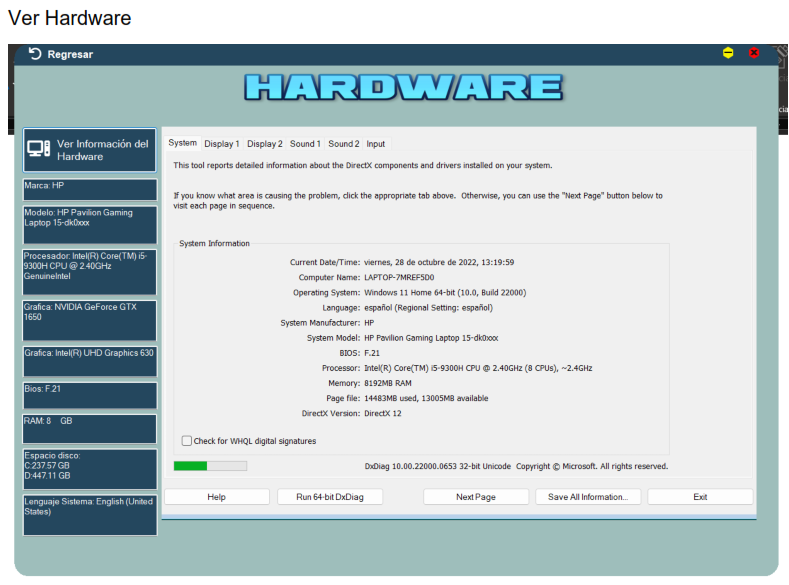 Ver Hardware
Regresar
HARDWARE
Ver Información del
Hardware
Marca: HP
Modelo: HP Pavilion Gaming
Laptop 15-dk0xxx
Procesador: Intel(R) Core(TM) i5-
9300H CPU @ 2.40GHz
GenuineIntel
Grafica: NVIDIA GeForce GTX
1650
Grafica: Intel(R) UHD Graphics 630
Bios: F.21
RAM: 8 GB
Espacio disco:
C:237.57 GB
D:447.11 GB
Lenguaje Sistema: English (United
States)
System Display 1 Display 2 Sound 1 Sound 2 Input
This tool reports detailed information about the DirectX components and drivers installed on your system.
If you know what area is causing the problem, click the appropriate tab above. Otherwise, you can use the "Next Page" button below to
visit each page in sequence.
System Information
Current Date/Time: viernes, 28 de octubre de 2022, 13:19:59
Computer Name: LAPTOP-7MREF5D0
Operating System: Windows 11 Home 64-bit (10.0, Build 22000)
Language: español (Regional Setting: español)
System Manufacturer: HP
System Model: HP Pavilion Gaming Laptop 15-dk0xxx
BIOS: F.21
Processor: Intel(R) Core(TM) i5-9300H CPU @ 2.40GHz (8 CPUs), ~2.4GHz
Memory: 8192MB RAM
Page file: 14483MB used, 13005MB available
DirectX Version: DirectX 12
Check for WHQL digital signatures
DxDiag 10.00.22000.0653 32-bit Unicode Copyright © Microsoft. All rights reserved.
Help Run 64-bit DxDiag Next Page Save All Information... Exit